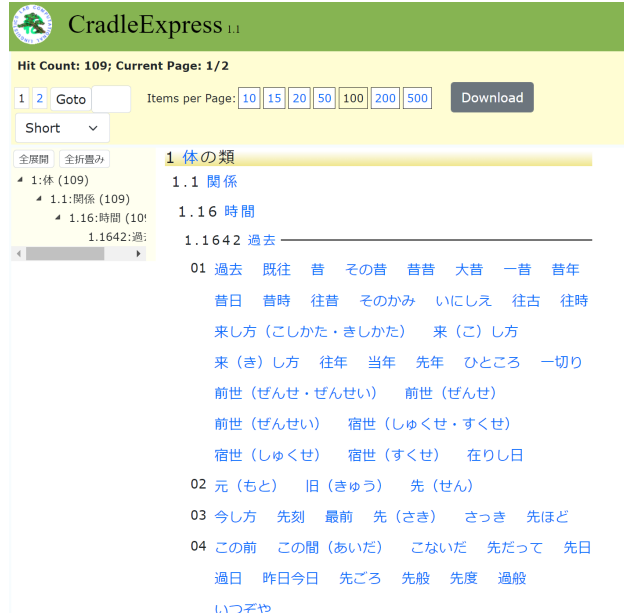 CradleExpress 1.1
Hit Count: 109; Current Page: 1/2
1 2 Goto Items per Page: 10 15 20 50 100 200 500 Download
Short
全展開 全折畳み
1:体 (109)
1.1:関係 (109)
1.16:時間 (109
1.1642:過
1 体の類
1.1 関係
1.16 時間
1.1642 過去
01 過去 既往 昔 その昔 昔昔 大昔 一昔 昔年
昔日 昔時 往昔 そのかみ いにしえ 往古 往時
来し方（こしかた・きしかた） 来（こ）し方
来（き）し方 往年 当年 先年 ひところ 一切り
前世（ぜんせ・ぜんせい） 前世（ぜんせ）
前世（ぜんせい） 宿世（しゅくせ・すくせ）
宿世（しゅくせ） 宿世（すくせ） 在りし日
02 元（もと） 旧（きゅう） 先（せん）
03 今し方 先刻 最前 先（さき） さっき 先ほど
04 この前 この間（あいだ） こないだ 先だって 先日
過日 昨日今日 先ごろ 先般 先度 過般
いつぞや